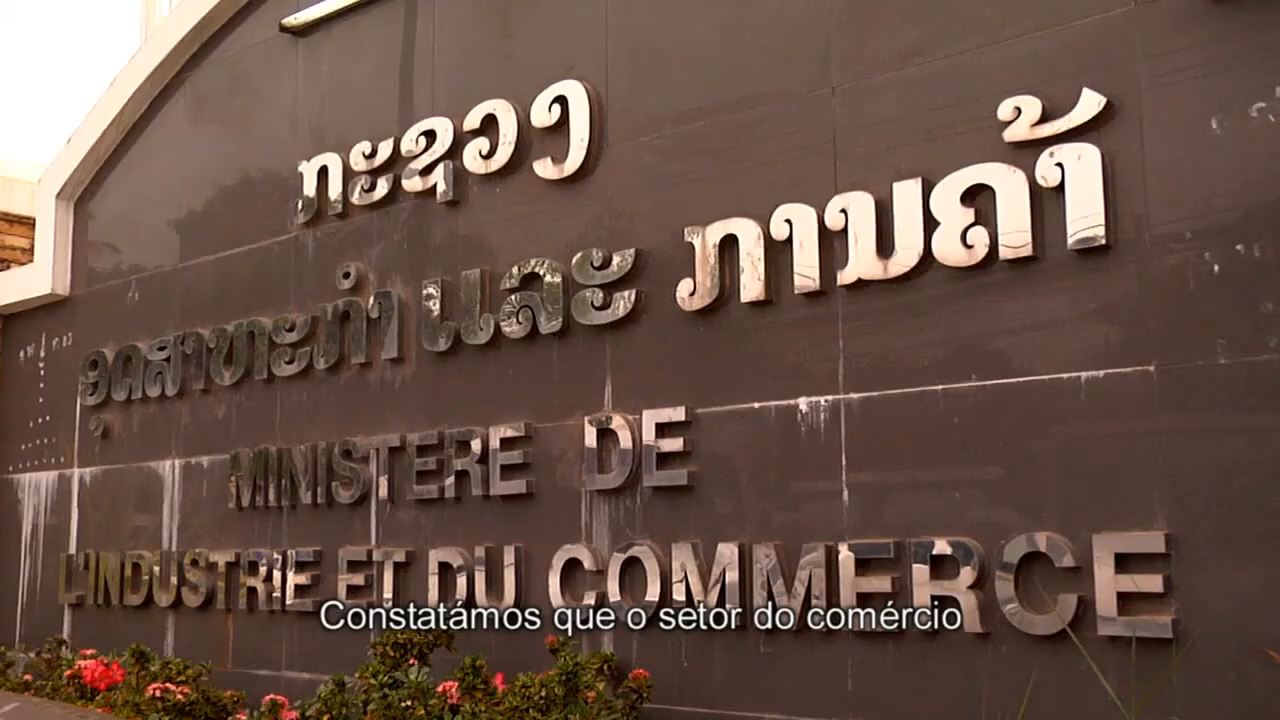 ກະຊວງ
ອຸດສາຫະກຳ ແລະ ການຄ້າ
MINISTERE DE
L'INDUSTRIE ET DU COMMERCE
Constatámos que o setor do comércio